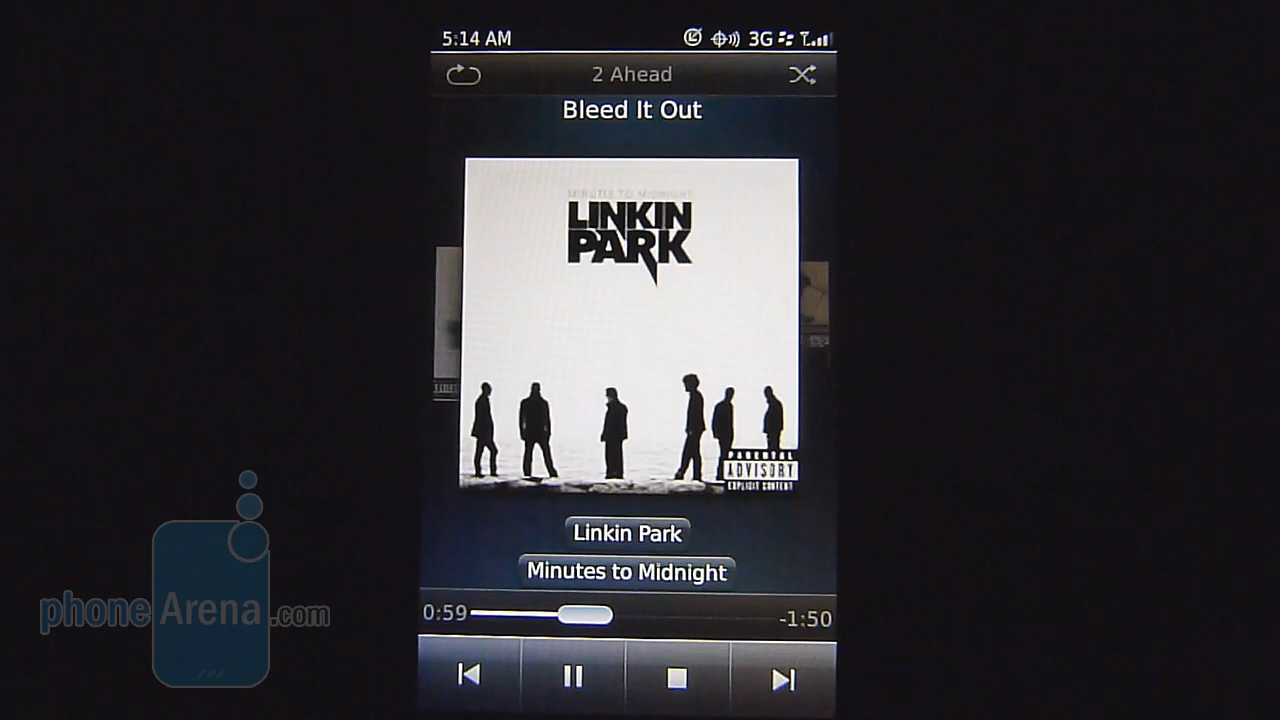 5:14 AM 3G
2 Ahead
Bleed It Out
MINUTES TO MIDNIGHT
LINKIN
PARK
PARENTAL
ADVISORY
EXPLICIT CONTENT
Linkin Park
Minutes to Midnight
0:59 -1:50
phoneArena.com